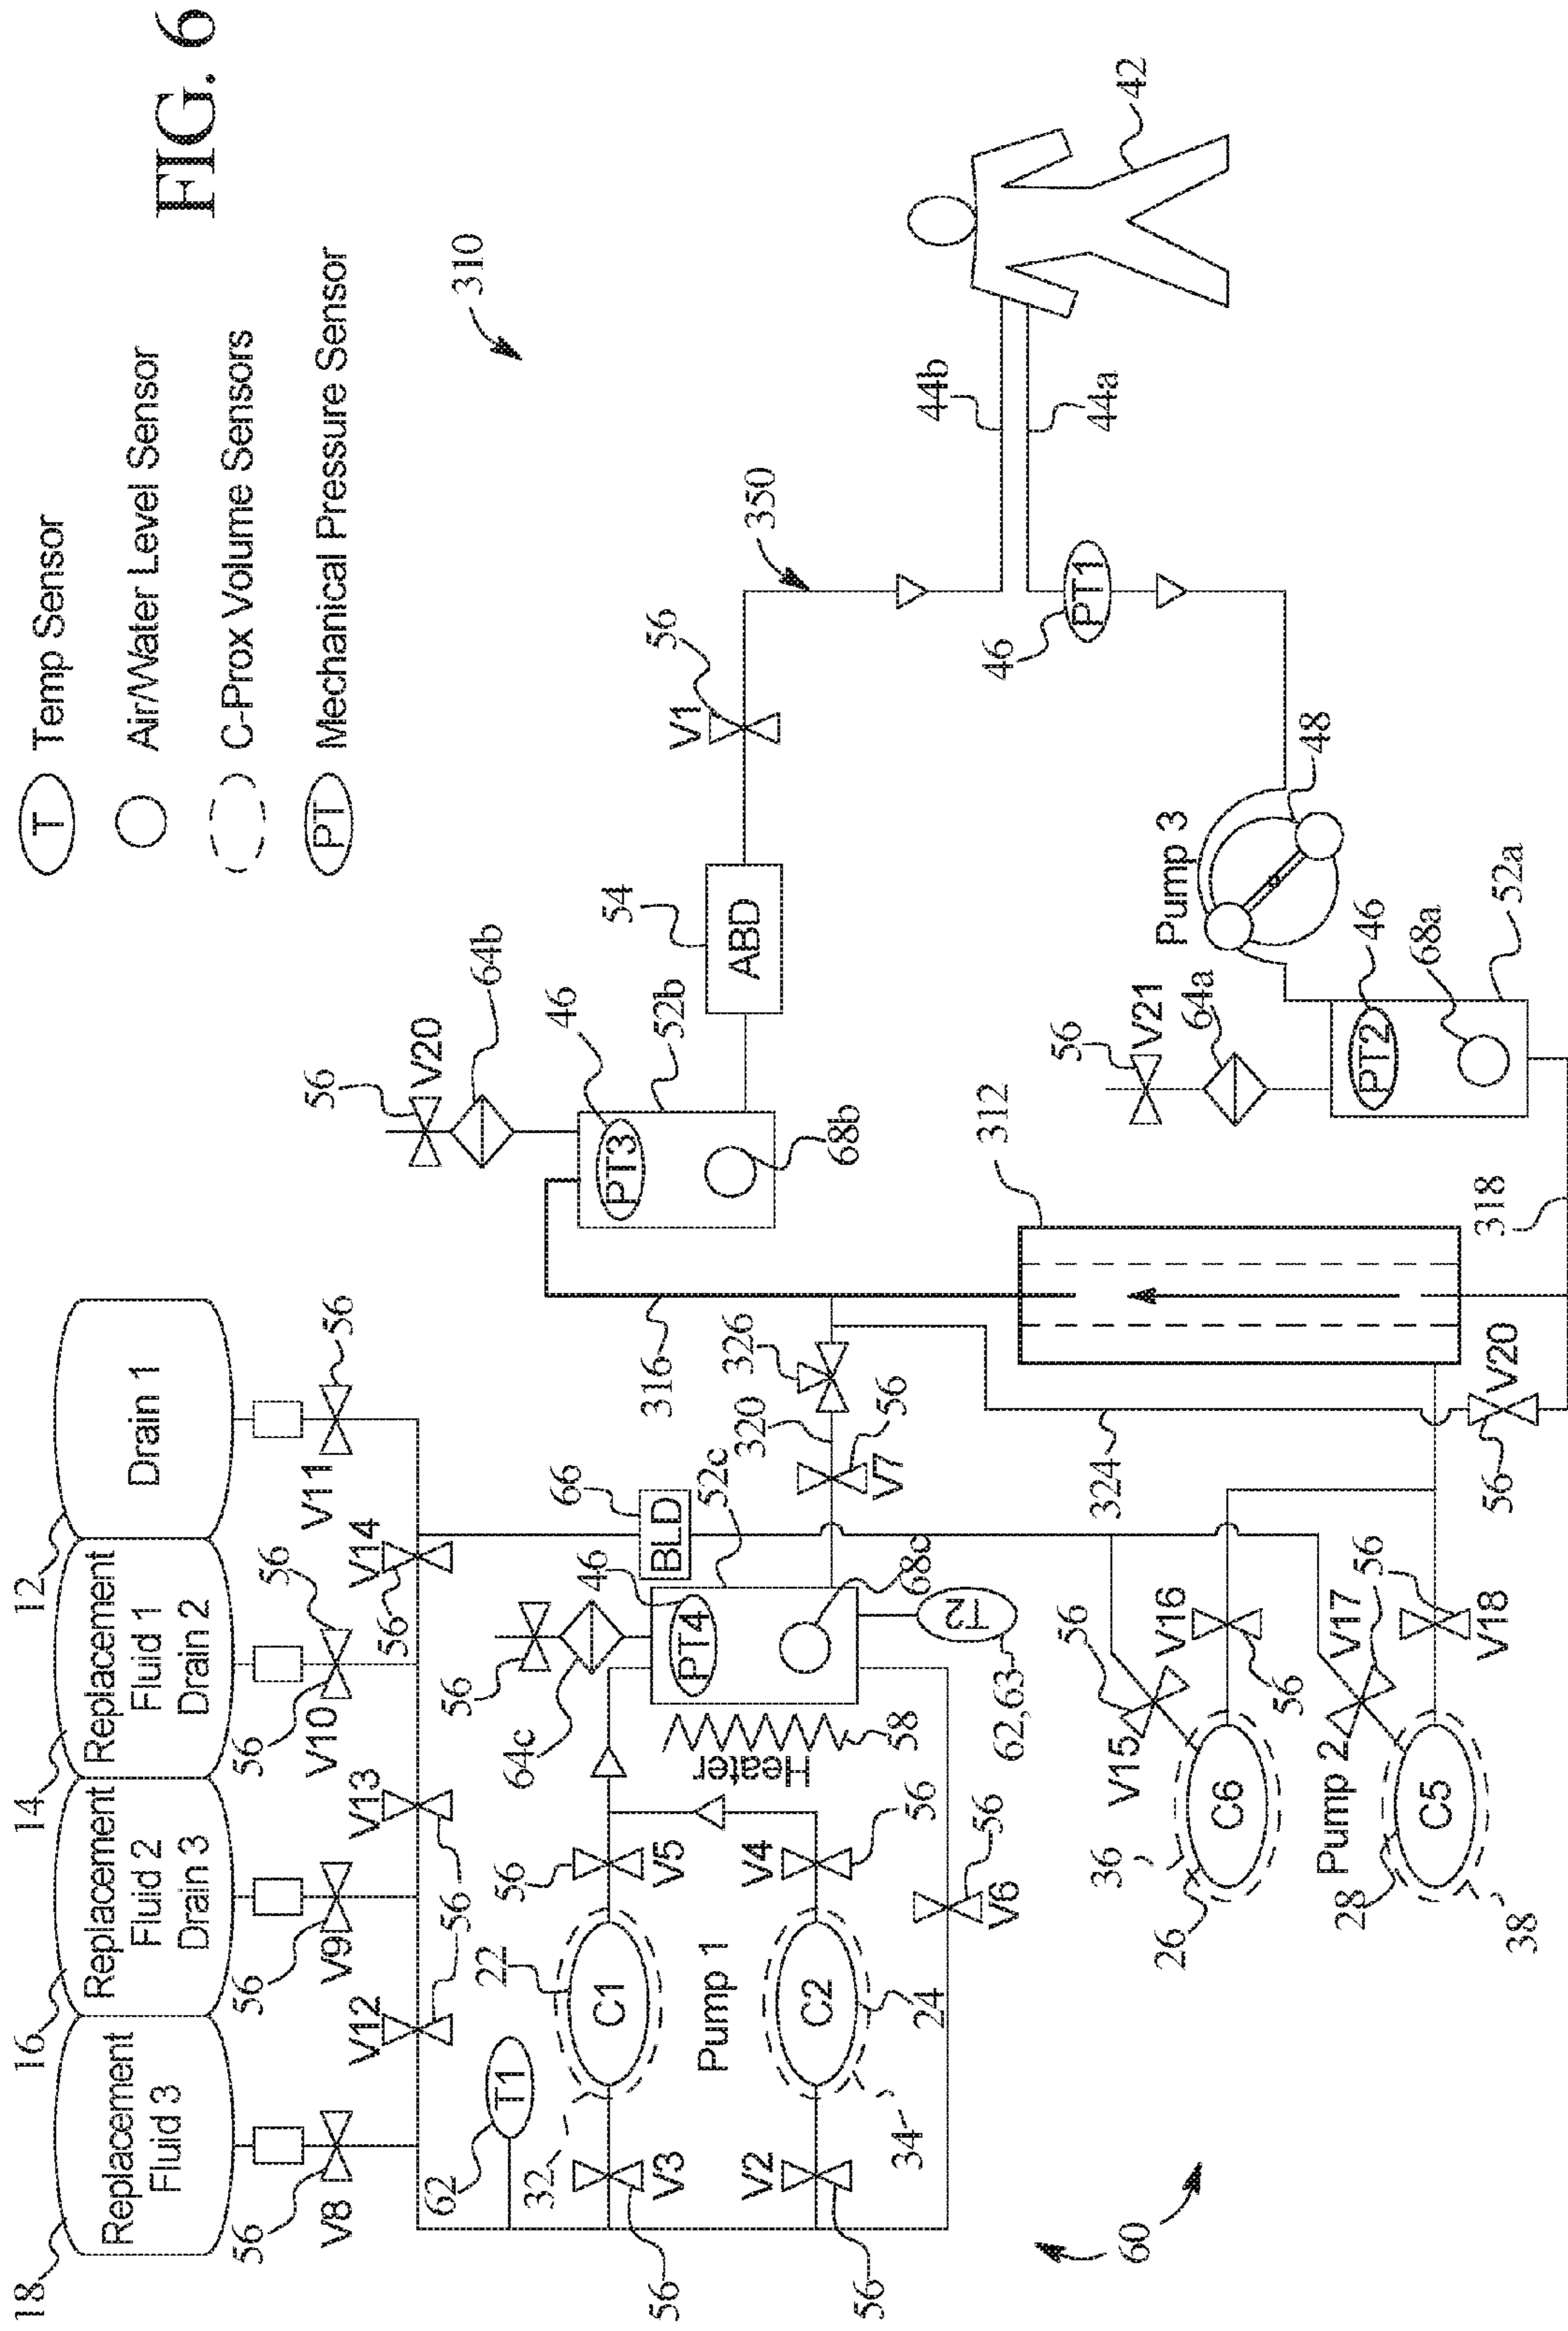 FIG. 6
T Temp Sensor
Air/Water Level Sensor
C-Prox Volume Sensors
PT Mechanical Pressure Sensor
310
18
16
14
12
Replacement
Fluid 3
Replacement
Fluid 2
Drain 3
Replacement
Fluid 1
Drain 2
Drain 1
56
V8
56
V9
56
V10
56
V11
56
V12
56
V13
56
V14
56
56
62
T1
32
22
C1
V3
56
56
V5
Pump 1
V2
56
34
24
C2
V4
56
V6
56
60
56
64c
46
PT4
52c
68c
Heater
58
T2
62,63
66
BLD
V7
56
320
326
316
324
56
V20
64b
46
PT3
52b
68b
54
ABD
V1
56
350
44b
44a
42
46
PT1
Pump 3
48
56
V21
64a
46
PT2
68a
52a
312
318
V20
56
V15
56
V16
56
36
26
C6
Pump 2
V17
56
V18
28
38
C5